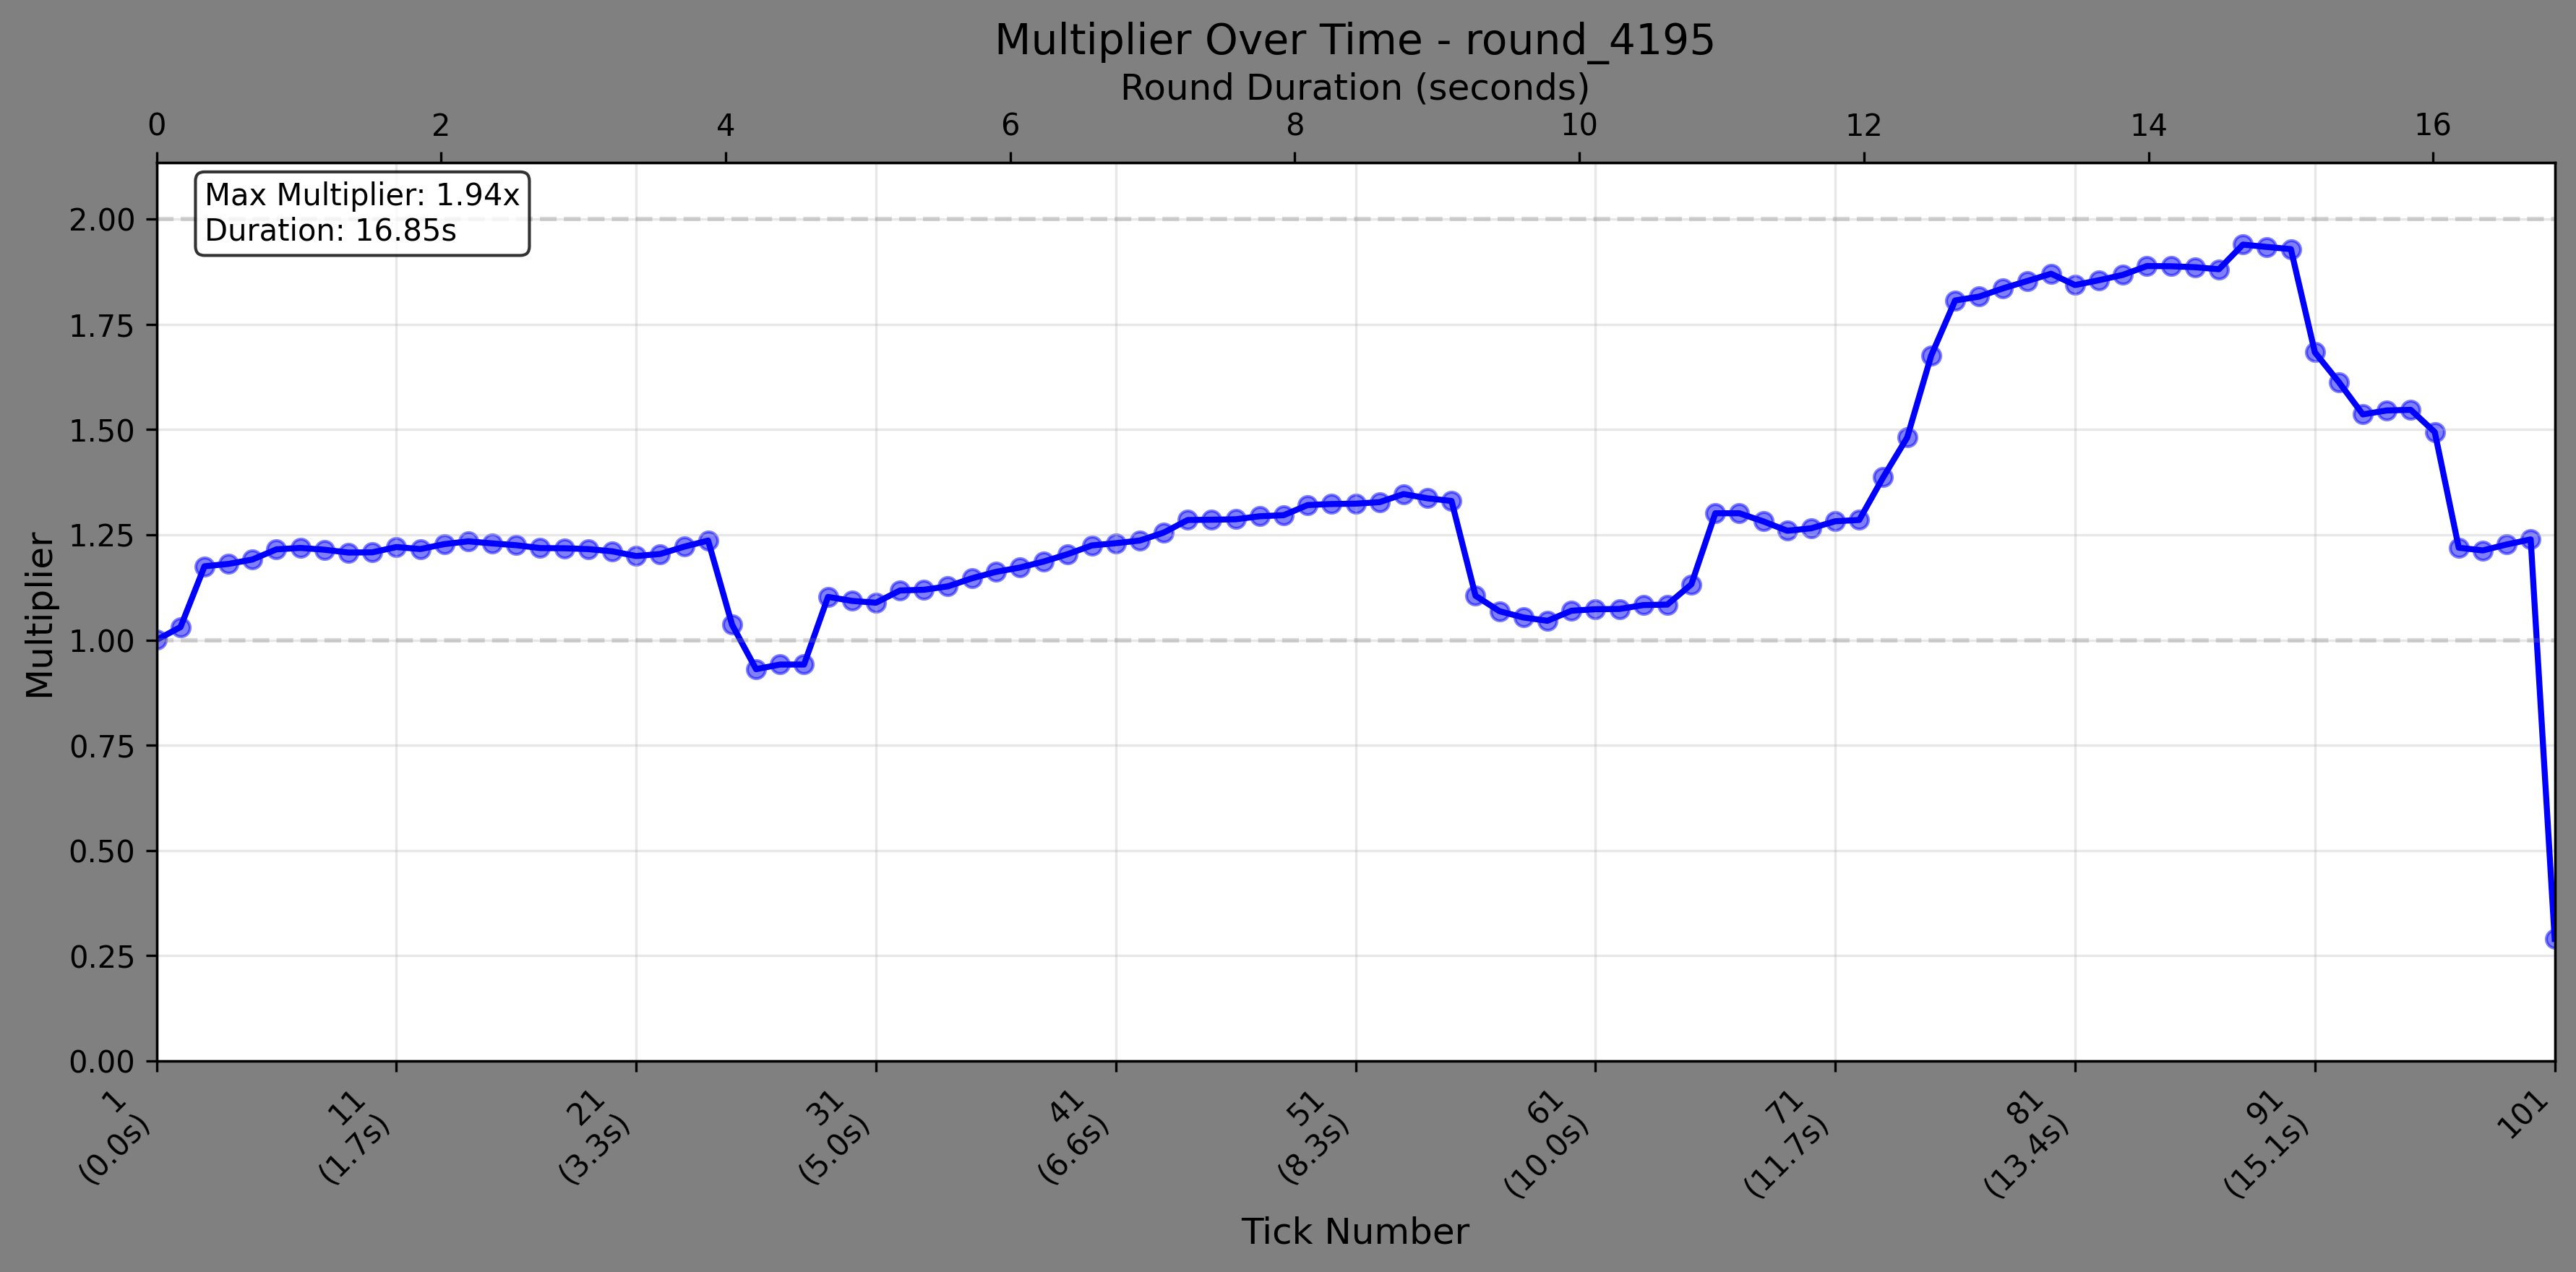 Multiplier Over Time - round_4195
Round Duration (seconds)
0 2 4 6 8 10 12 14 16
Max Multiplier: 1.94x
Duration: 16.85s
Multiplier
2.00
1.75
1.50
1.25
1.00
0.75
0.50
0.25
0.00
1
(0.0s)
11
(1.7s)
21
(3.3s)
31
(5.0s)
41
(6.6s)
51
(8.3s)
61
(10.0s)
71
(11.7s)
81
(13.4s)
91
(15.1s)
101
Tick Number